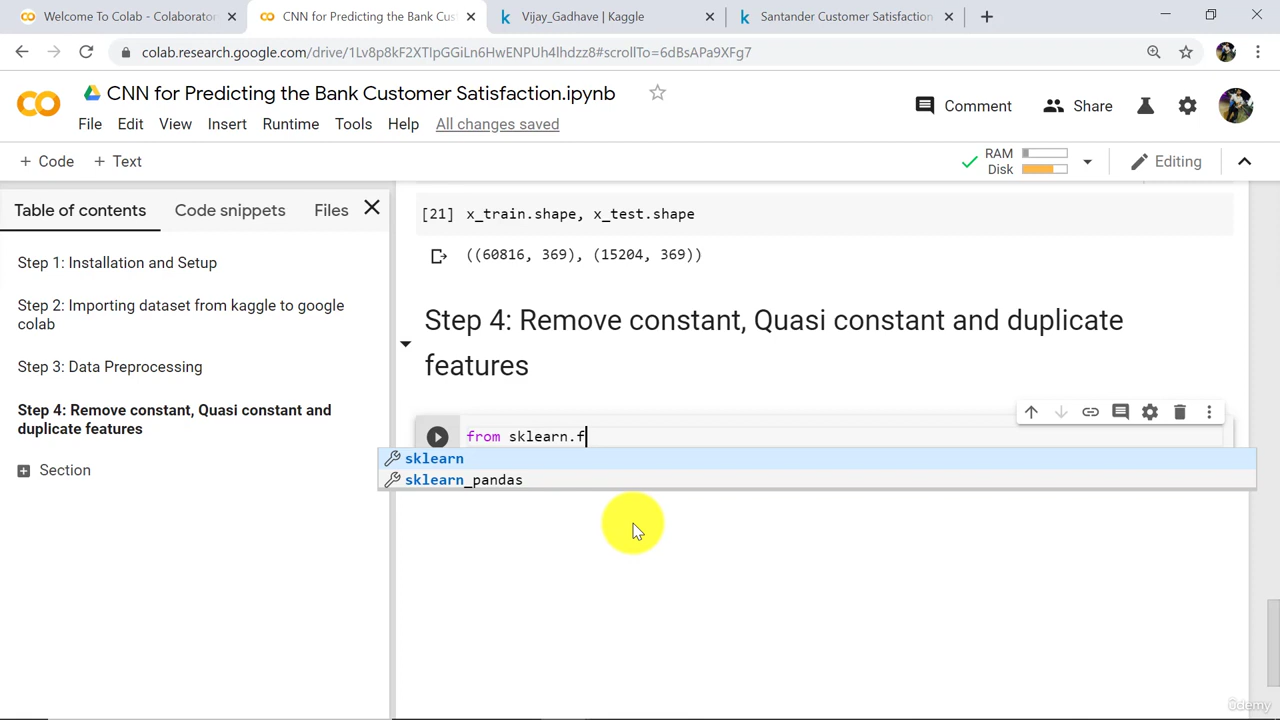 Welcome To Colab - Colaborator
CNN for Predicting the Bank Cus
Vijay_Gadhave | Kaggle
Santander Customer Satisfaction
colab.research.google.com/drive/1Lv8p8kF2XTIpGGiLn6HwENPUh4lhdzz8#scrollTo=6dBsAPa9XFg7
CNN for Predicting the Bank Customer Satisfaction.ipynb
Comment
Share
File Edit View Insert Runtime Tools Help All changes saved
+ Code + Text
RAM
Disk
Editing
Table of contents Code snippets Files
Step 1: Installation and Setup
Step 2: Importing dataset from kaggle to google
colab
Step 3: Data Preprocessing
Step 4: Remove constant, Quasi constant and
duplicate features
Section
[21] x_train.shape, x_test.shape
((60816, 369), (15204, 369))
Step 4: Remove constant, Quasi constant and duplicate
features
from sklearn.f
sklearn
sklearn_pandas
ûdemy